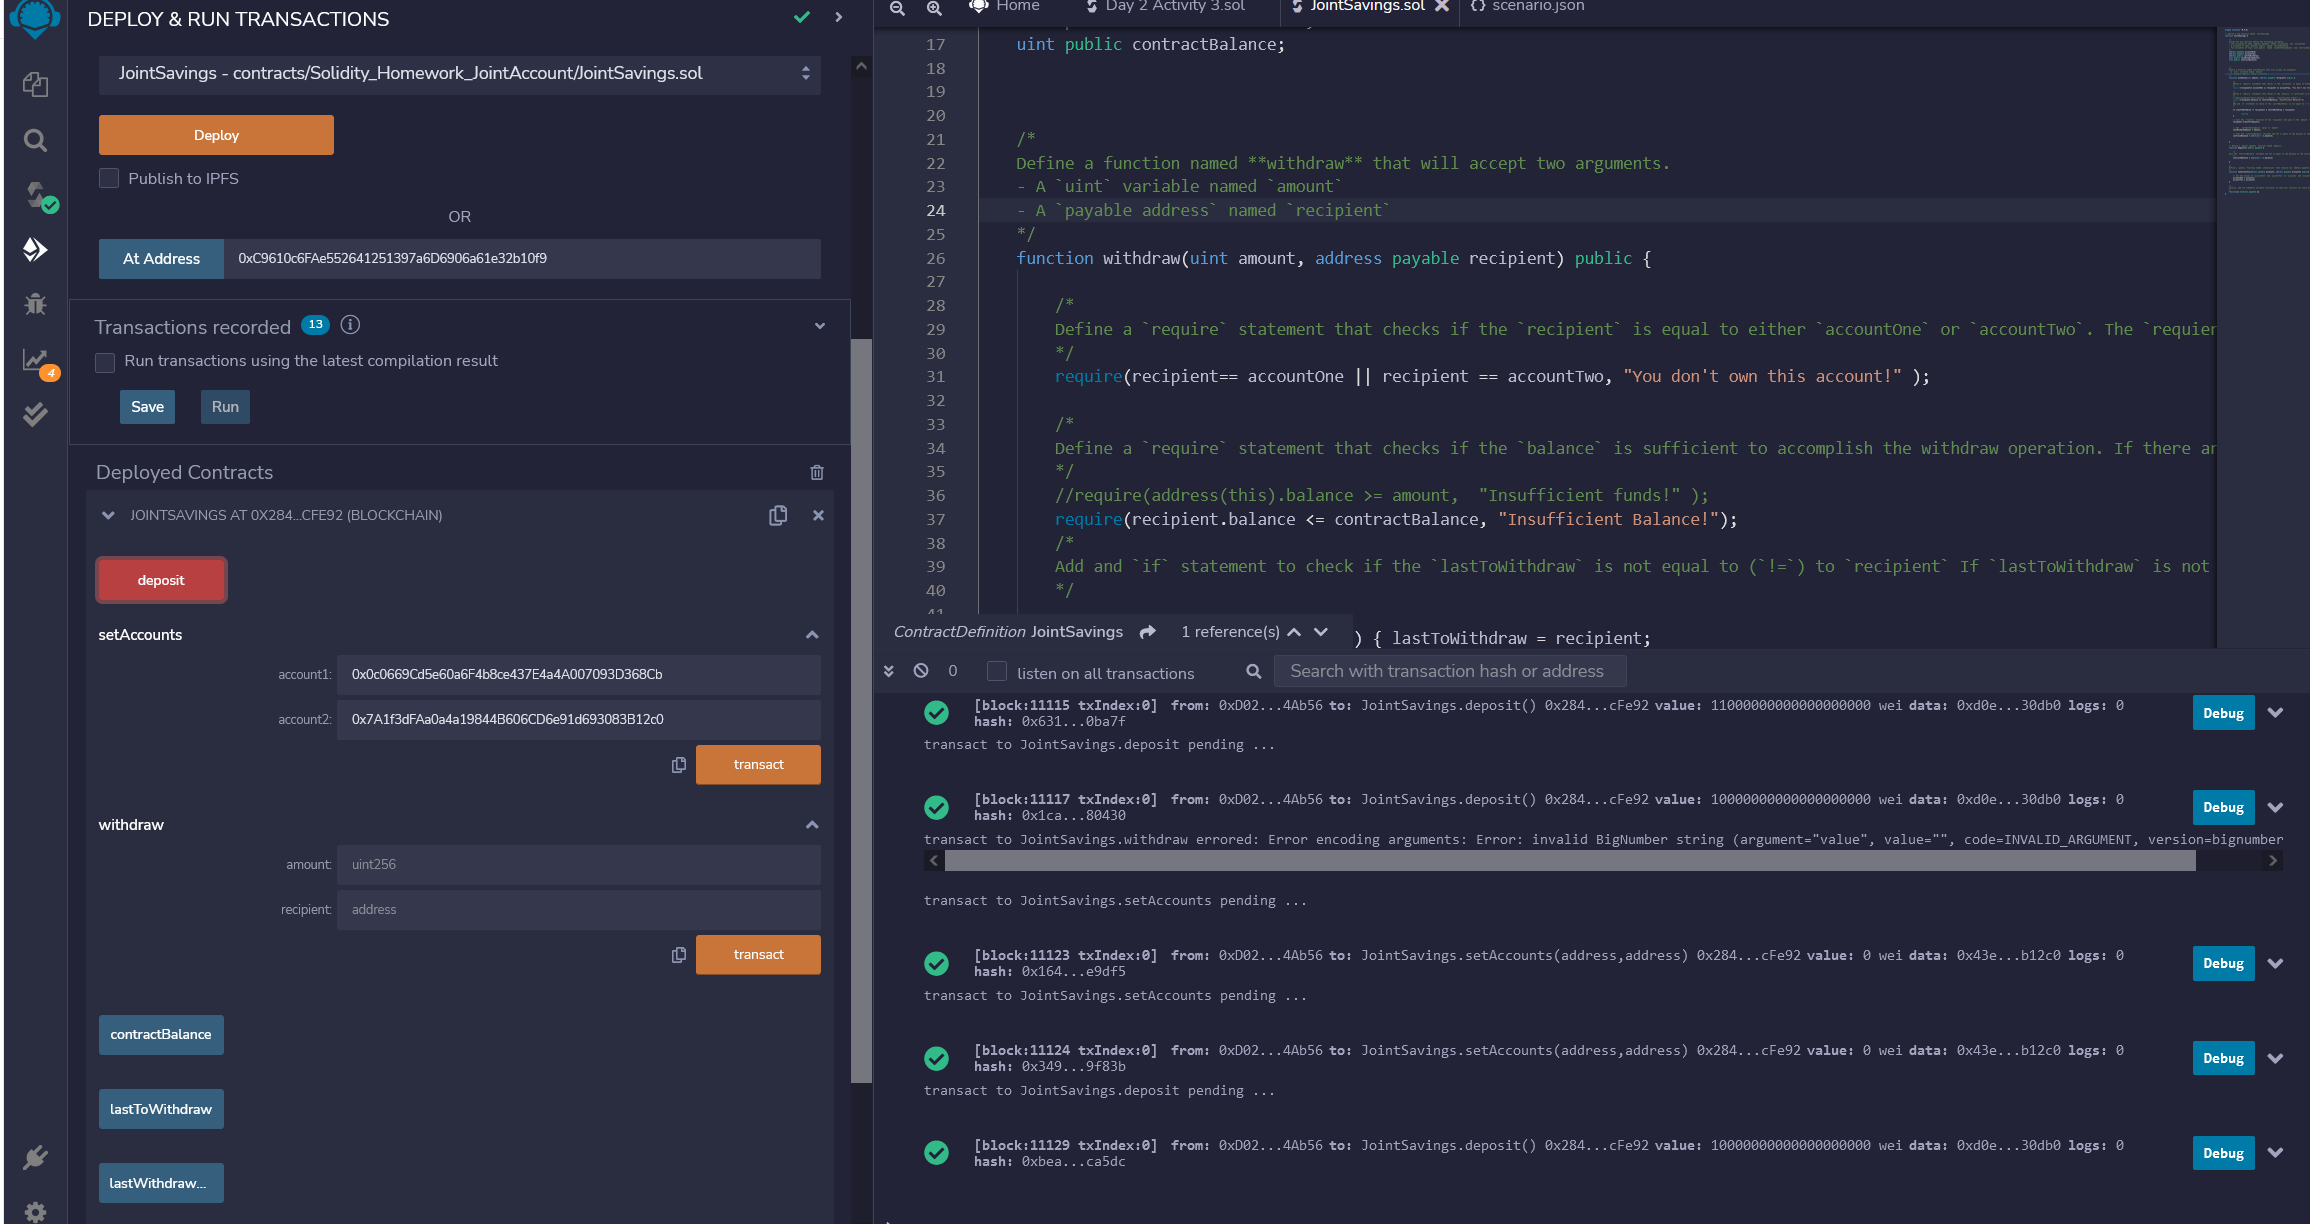 DEPLOY & RUN TRANSACTIONS
JointSavings - contracts/Solidity_Homework_JointAccount/JointSavings.sol
Deploy
Publish to IPFS
OR
At Address 0xC9610c6FAe552641251397a6D6906a61e32b10f9
Transactions recorded 13 i
Run transactions using the latest compilation result
Save Run
Deployed Contracts
JOINTSAVINGS AT 0X284...CFE92 (BLOCKCHAIN)
deposit
setAccounts
account1: 0x0c0669Cd5e60a6F4b8ce437E4a4A007093D368Cb
account2: 0x7A1f3dFAa0a4a19844B606CD6e91d693083B12c0
transact
withdraw
amount: uint256
recipient: address
transact
contractBalance
lastToWithdraw
lastWithdraw...
4
Home Day 2 Activity 3.sol JointSavings.sol {} scenario.json
17 uint public contractBalance;
18
19
20
21 /*
22 Define a function named **withdraw** that will accept two arguments.
23 - A `uint` variable named `amount`
24 - A `payable address` named `recipient`
25 */
26 function withdraw(uint amount, address payable recipient) public {
27
28 /*
29 Define a `require` statement that checks if the `recipient` is equal to either `accountOne` or `accountTwo`. The `requier
30 */
31 require(recipient== accountOne || recipient == accountTwo, "You don't own this account!" );
32
33 /*
34 Define a `require` statement that checks if the `balance` is sufficient to accomplish the withdraw operation. If there ar
35 */
36 //require(address(this).balance >= amount,  "Insufficient funds!" );
37 require(recipient.balance <= contractBalance, "Insufficient Balance!");
38 /*
39 Add and `if` statement to check if the `lastToWithdraw` is not equal to (`!=`) to `recipient` If `lastToWithdraw` is not
40 */
41
ContractDefinition JointSavings 1 reference(s) ) { lastToWithdraw = recipient;
0 listen on all transactions Search with transaction hash or address
[block:11115 txIndex:0] from: 0xD02...4Ab56 to: JointSavings.deposit() 0x284...cFe92 value: 11000000000000000000 wei data: 0xd0e...30db0 logs: 0
hash: 0x631...0ba7f
Debug
transact to JointSavings.deposit pending ...
[block:11117 txIndex:0] from: 0xD02...4Ab56 to: JointSavings.deposit() 0x284...cFe92 value: 10000000000000000000 wei data: 0xd0e...30db0 logs: 0
hash: 0x1ca...80430
Debug
transact to JointSavings.withdraw errored: Error encoding arguments: Error: invalid BigNumber string (argument="value", value="", code=INVALID_ARGUMENT, version=bignumber
transact to JointSavings.setAccounts pending ...
[block:11123 txIndex:0] from: 0xD02...4Ab56 to: JointSavings.setAccounts(address,address) 0x284...cFe92 value: 0 wei data: 0x43e...b12c0 logs: 0
hash: 0x164...e9df5
Debug
transact to JointSavings.setAccounts pending ...
[block:11124 txIndex:0] from: 0xD02...4Ab56 to: JointSavings.setAccounts(address,address) 0x284...cFe92 value: 0 wei data: 0x43e...b12c0 logs: 0
hash: 0x349...9f83b
Debug
transact to JointSavings.deposit pending ...
[block:11129 txIndex:0] from: 0xD02...4Ab56 to: JointSavings.deposit() 0x284...cFe92 value: 10000000000000000000 wei data: 0xd0e...30db0 logs: 0
hash: 0xbea...ca5dc
Debug